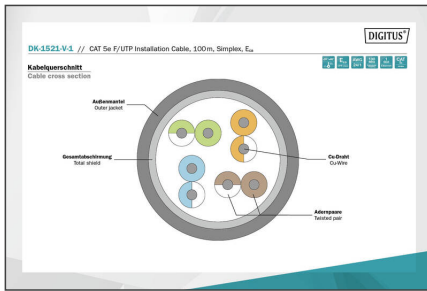 DIGITUS®
DK-1521-V-1 // CAT 5e F/UTP Installation Cable, 100m, Simplex, Eca
Kabelquerschnitt
Cable cross section
Außenmantel
Outer jacket
Gesamtabschirmung
Total shield
Cu-Draht
Cu-Wire
Adernpaare
Twisted pair